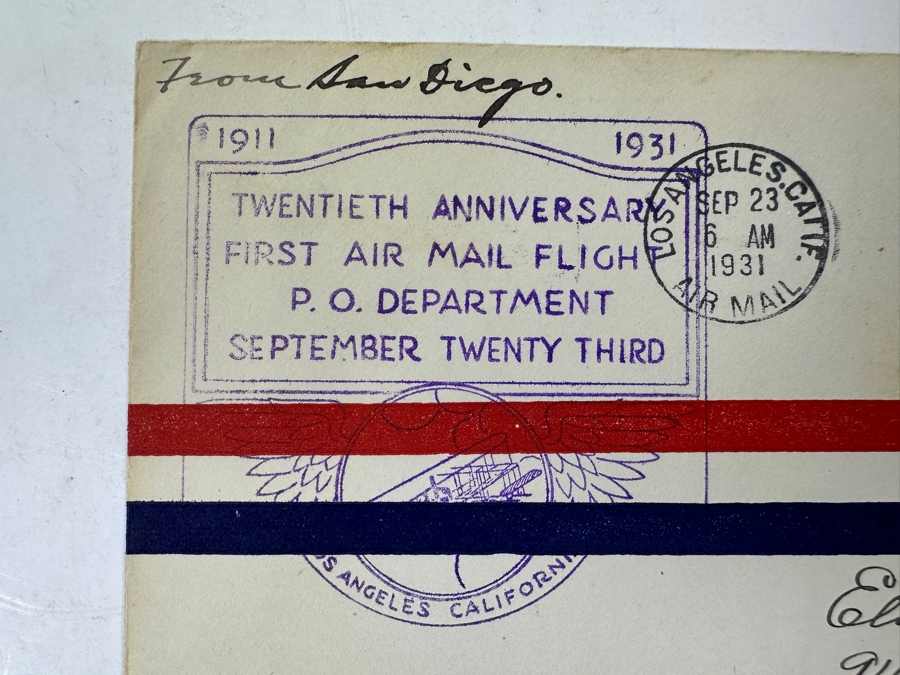 From San Diego.
1911 1931
TWENTIETH ANNIVERSARY
FIRST AIR MAIL FLIGHT
P. O. DEPARTMENT
SEPTEMBER TWENTY THIRD
LOS ANGELES, CALIF.
SEP 23
6 AM
1931
AIR MAIL
LOS ANGELES CALIFORNIA